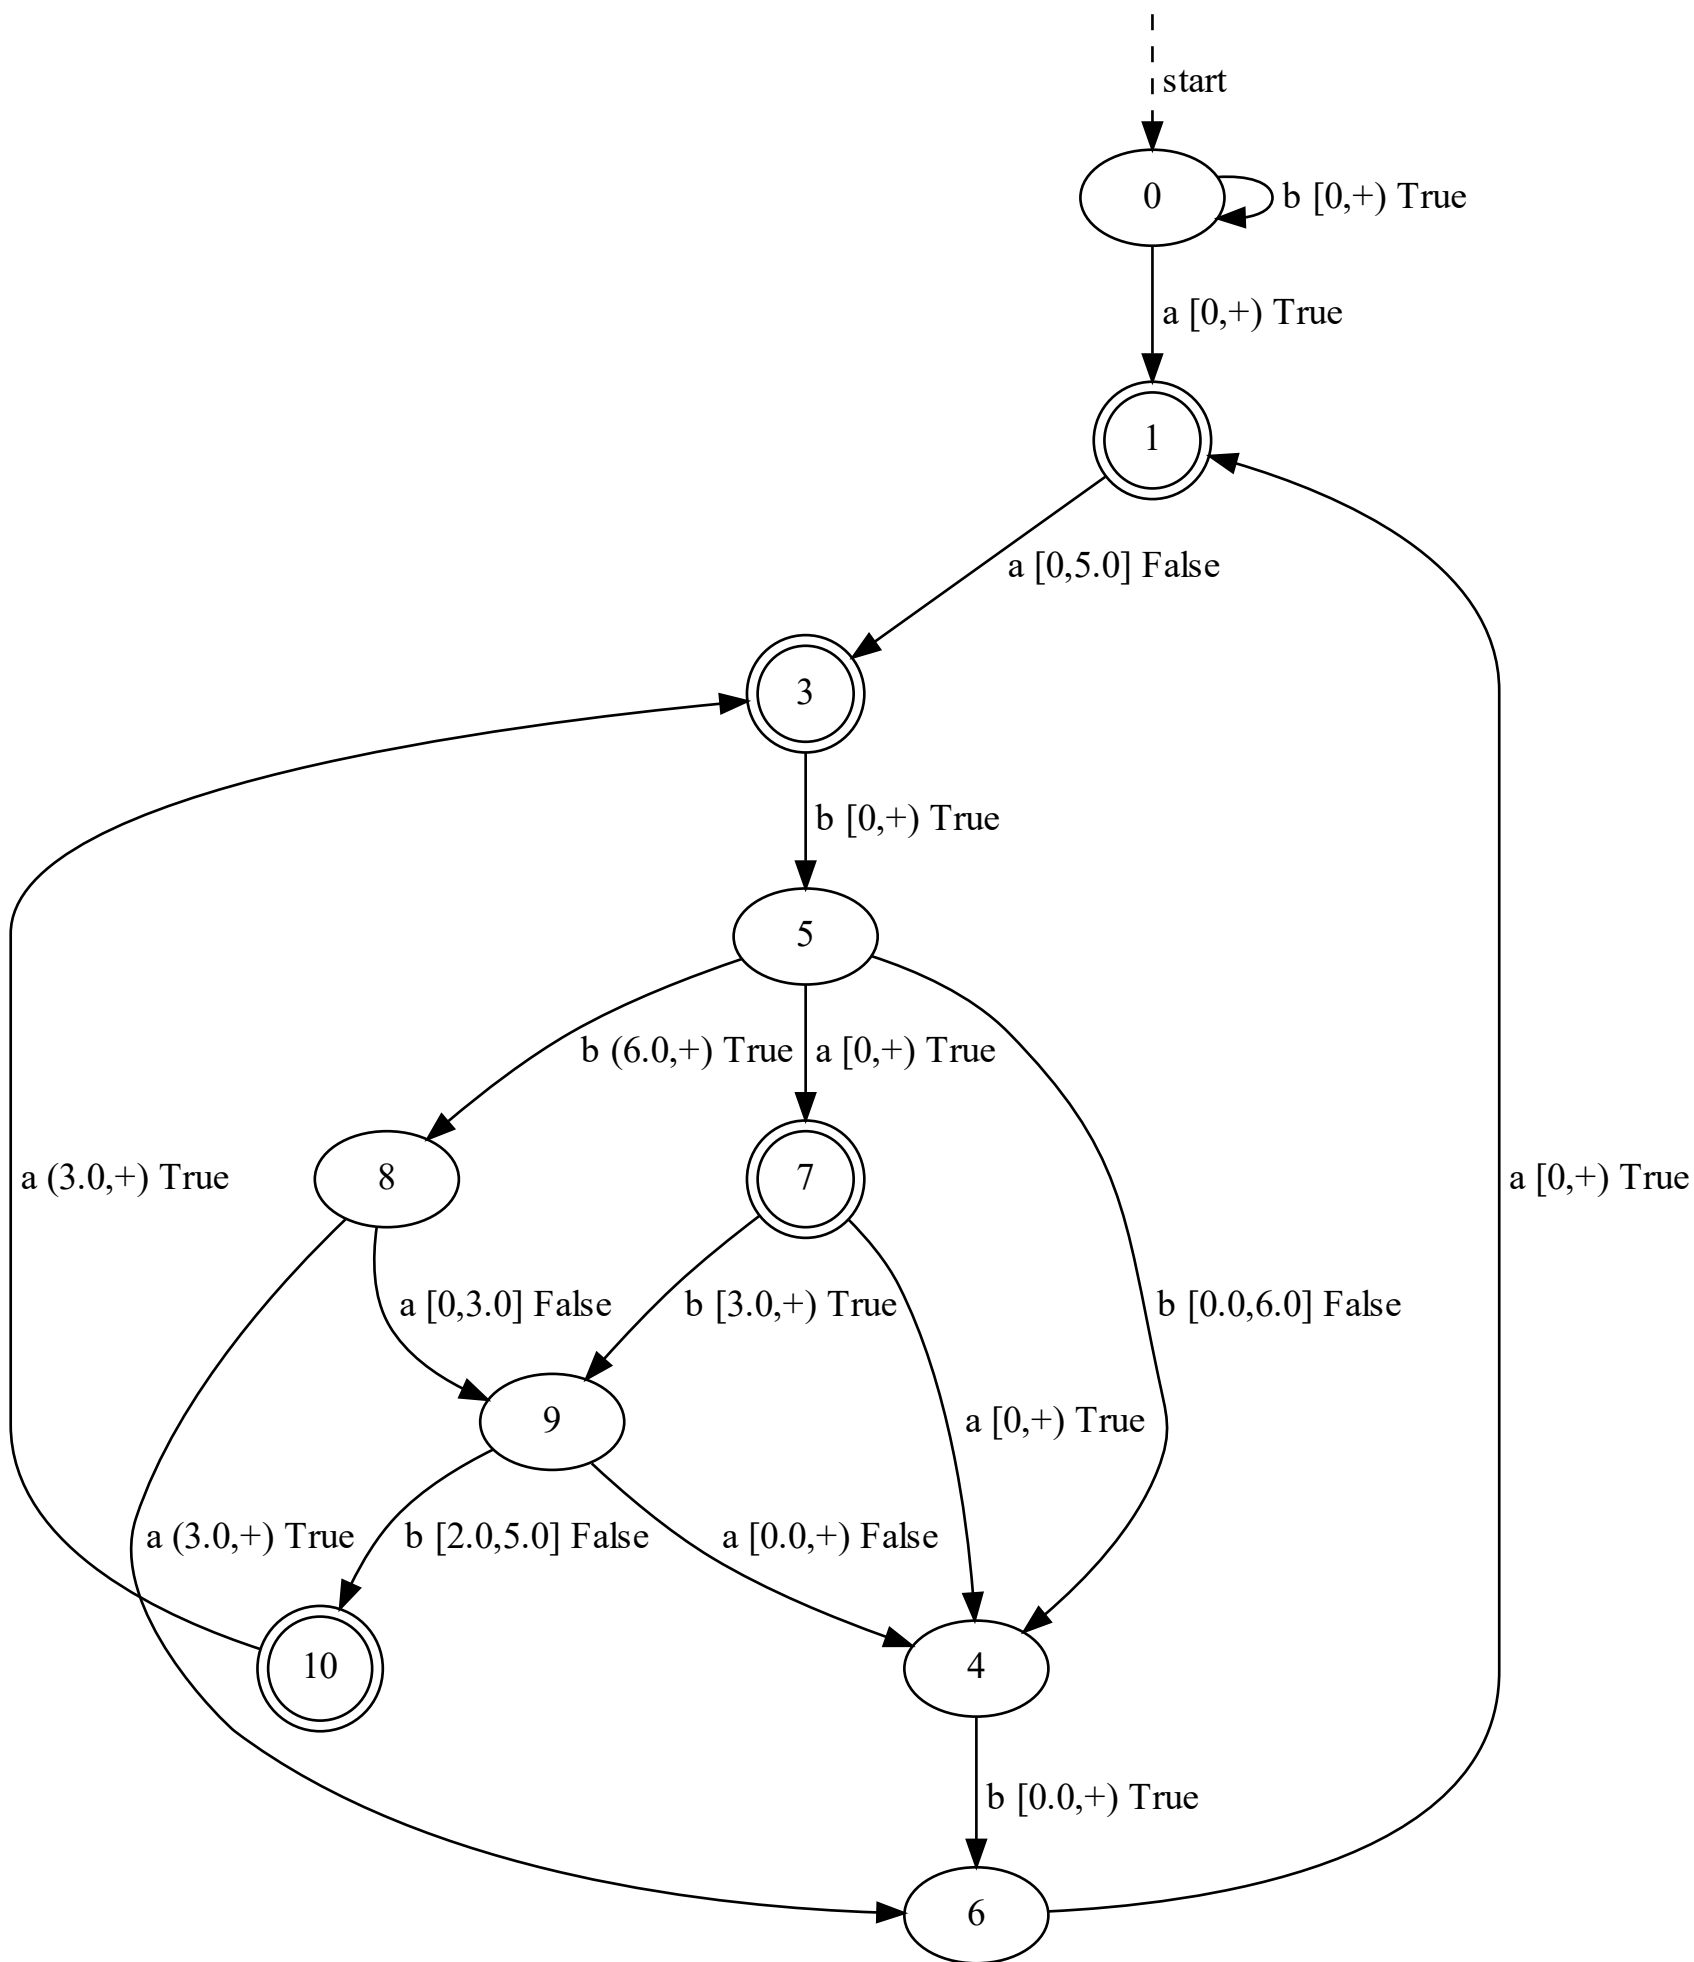 start
0
b [0,+) True
a [0,+) True
1
a [0,5.0] False
3
b [0,+) True
5
b (6.0,+) True
a [0,+) True
a (3.0,+) True
8
7
a [0,+) True
a [0,3.0] False
b [3.0,+) True
b [0.0,6.0] False
9
a [0,+) True
a (3.0,+) True
b [2.0,5.0] False
a [0.0,+) False
10
4
b [0.0,+) True
6